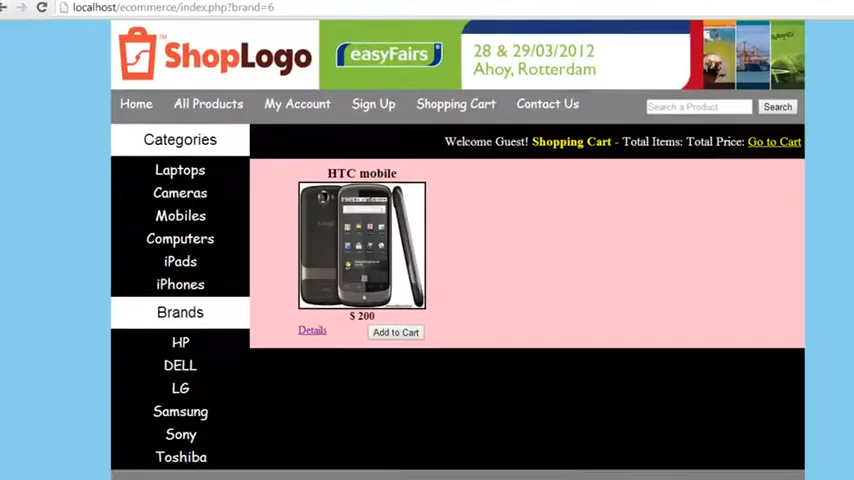 localhost/ecommerce/index.php?brand=6
ShopLogo
TM
easyFairs
28 & 29/03/2012
Ahoy, Rotterdam
Home All Products My Account Sign Up Shopping Cart Contact Us Search a Product Search
Categories
Welcome Guest! Shopping Cart - Total Items: Total Price: Go to Cart
Laptops
Cameras
Mobiles
Computers
iPads
iPhones
Brands
HP
DELL
LG
Samsung
Sony
Toshiba
HTC mobile
$ 200
Details Add to Cart